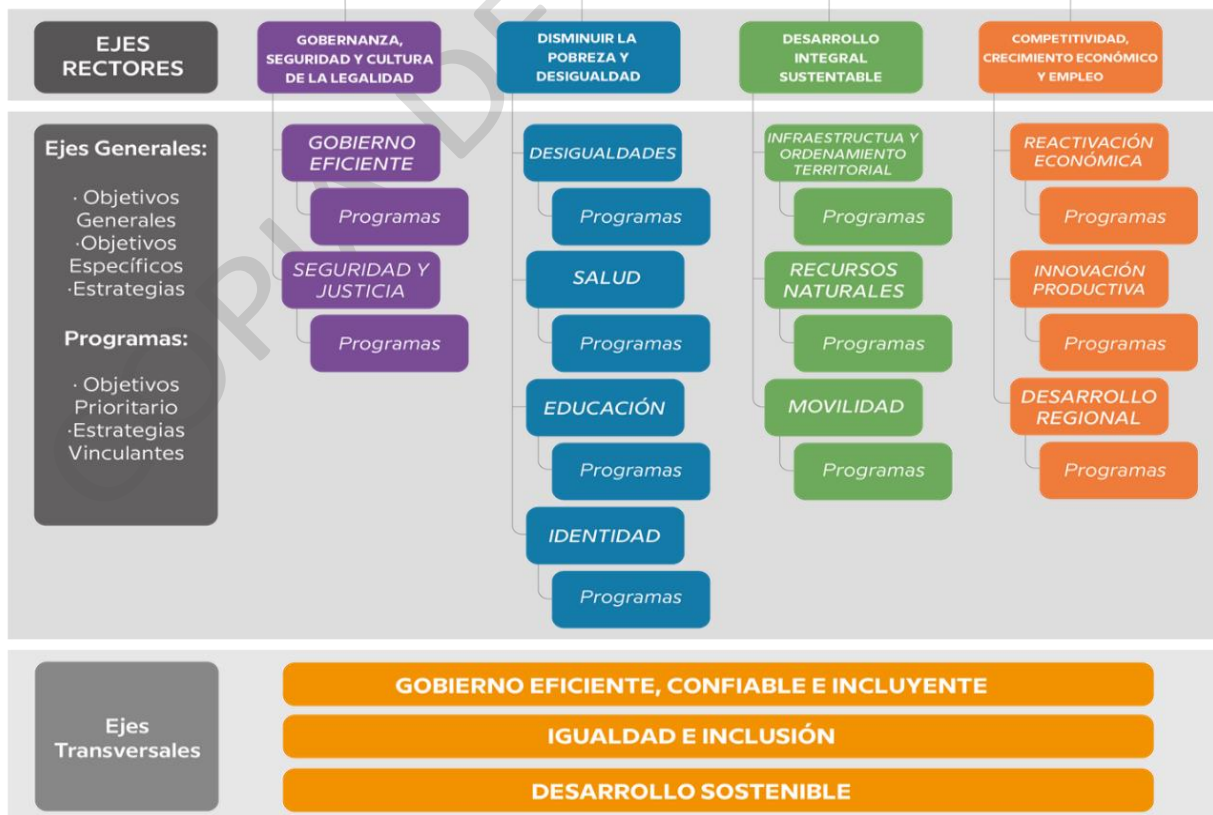 EJES
RECTORES
GOBERNANZA,
SEGURIDAD Y CULTURA
DE LA LEGALIDAD
DISMINUIR LA
POBREZA Y
DESIGUALDAD
DESARROLLO
INTEGRAL
SUSTENTABLE
COMPETITIVIDAD,
CRECIMIENTO ECONÓMICO
Y EMPLEO
Ejes Generales:
· Objetivos
Generales
·Objetivos
Específicos
·Estrategias
Programas:
· Objetivos
Prioritario
·Estrategias
Vinculantes
GOBIERNO
EFICIENTE
Programas
SEGURIDAD Y
JUSTICIA
Programas
DESIGUALDADES
Programas
SALUD
Programas
EDUCACIÓN
Programas
IDENTIDAD
Programas
INFRAESTRUCTUA Y
ORDENAMIENTO
TERRITORIAL
Programas
RECURSOS
NATURALES
Programas
MOVILIDAD
Programas
REACTIVACIÓN
ECONÓMICA
Programas
INNOVACIÓN
PRODUCTIVA
Programas
DESARROLLO
REGIONAL
Programas
Ejes
Transversales
GOBIERNO EFICIENTE, CONFIABLE E INCLUYENTE
IGUALDAD E INCLUSIÓN
DESARROLLO SOSTENIBLE
COPIA DE